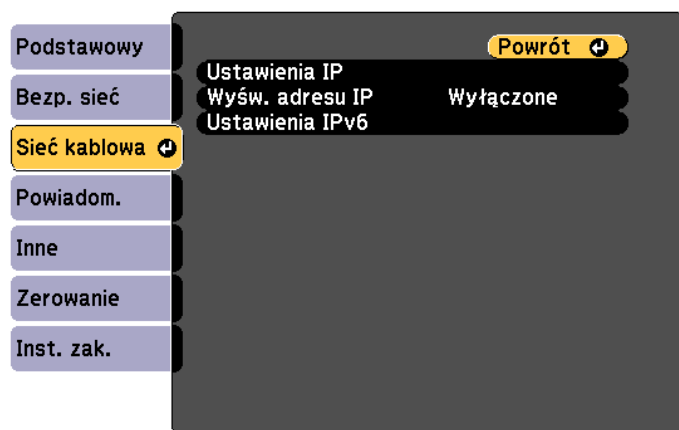 Podstawowy
Bezp. sieć
Sieć kablowa
Powiadom.
Inne
Zerowanie
Inst. zak.
Powrót
Ustawienia IP
Wyśw. adresu IP Wyłączone
Ustawienia IPv6